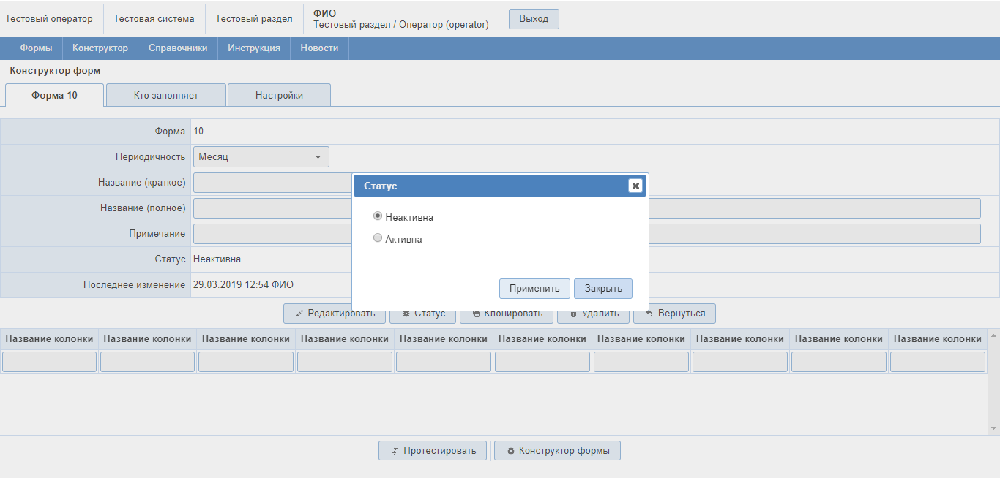 Тестовый оператор Тестовая система Тестовый раздел ФИО Выход
Тестовый раздел / Оператор (operator)
Формы Конструктор Справочники Инструкция Новости
Конструктор форм
Форма 10 Кто заполняет Настройки
Форма 10
Периодичность Месяц
Название (краткое)
Название (полное)
Примечание
Статус Неактивна
Последнее изменение 29.03.2019 12:54 ФИО
Статус
Неактивна
Активна
Применить Закрыть
Редактировать Статус Клонировать Удалить Вернуться
Название колонки Название колонки Название колонки Название колонки Название колонки Название колонки Название колонки Название колонки Название колонки Название колонки
Протестировать Конструктор формы